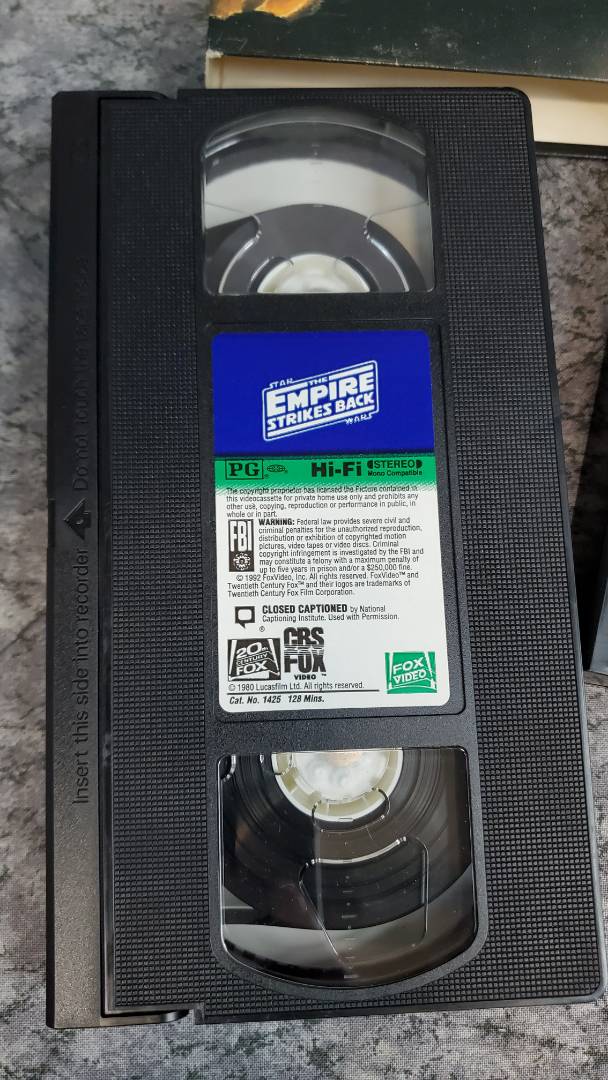 STAR THE
EMPIRE
STRIKES BACK
WARS
PG Hi-Fi STEREO
Mono Compatible
The copyright proprietor has licensed the Picture contained in
this videocassette for private home use only and prohibits any
other use, copying, reproduction or performance in public, in
whole or in part.
FBI
WARNING: Federal law provides severe civil and
criminal penalties for the unauthorized reproduction,
distribution or exhibition of copyrighted motion
pictures, video tapes or video discs. Criminal
copyright infringement is investigated by the FBI and
may constitute a felony with a maximum penalty of
up to five years in prison and/or a $250,000 fine.
© 1992 FoxVideo, Inc. All rights reserved. FoxVideo™ and
Twentieth Century Fox™ and their logos are trademarks of
Twentieth Century Fox Film Corporation.
CLOSED CAPTIONED by National
Captioning Institute. Used with Permission.
®
20th
CENTURY
FOX
CBS
FOX
VIDEO™
FOX
VIDEO
© 1980 Lucasfilm Ltd. All rights reserved.
Cat. No. 1425 128 Mins.
Insert this side into recorder Do not touch